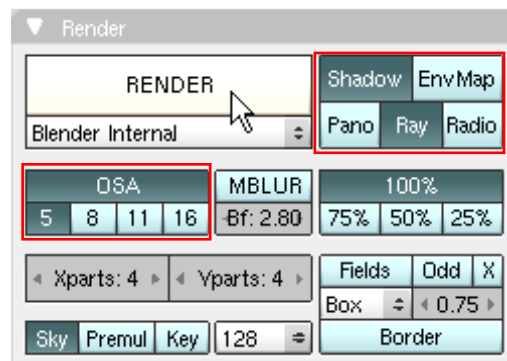 Render
RENDER
Shadow EnvMap
Blender Internal
Pano Ray Radio
OSA MBLUR 100%
5 8 11 16 Bf: 2.80 75% 50% 25%
Xparts: 4 Yparts: 4 Fields Odd X
Box 0.75
Sky Premul Key 128 Border